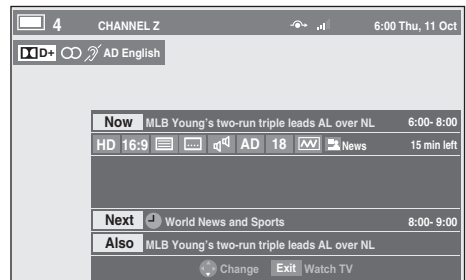 4 CHANNEL Z 6:00 Thu, 11 Oct
D+ AD English
Now MLB Young's two-run triple leads AL over NL 6:00- 8:00
HD 16:9 AD 18 News 15 min left
Next World News and Sports 8:00- 9:00
Also MLB Young's two-run triple leads AL over NL
Change Exit Watch TV